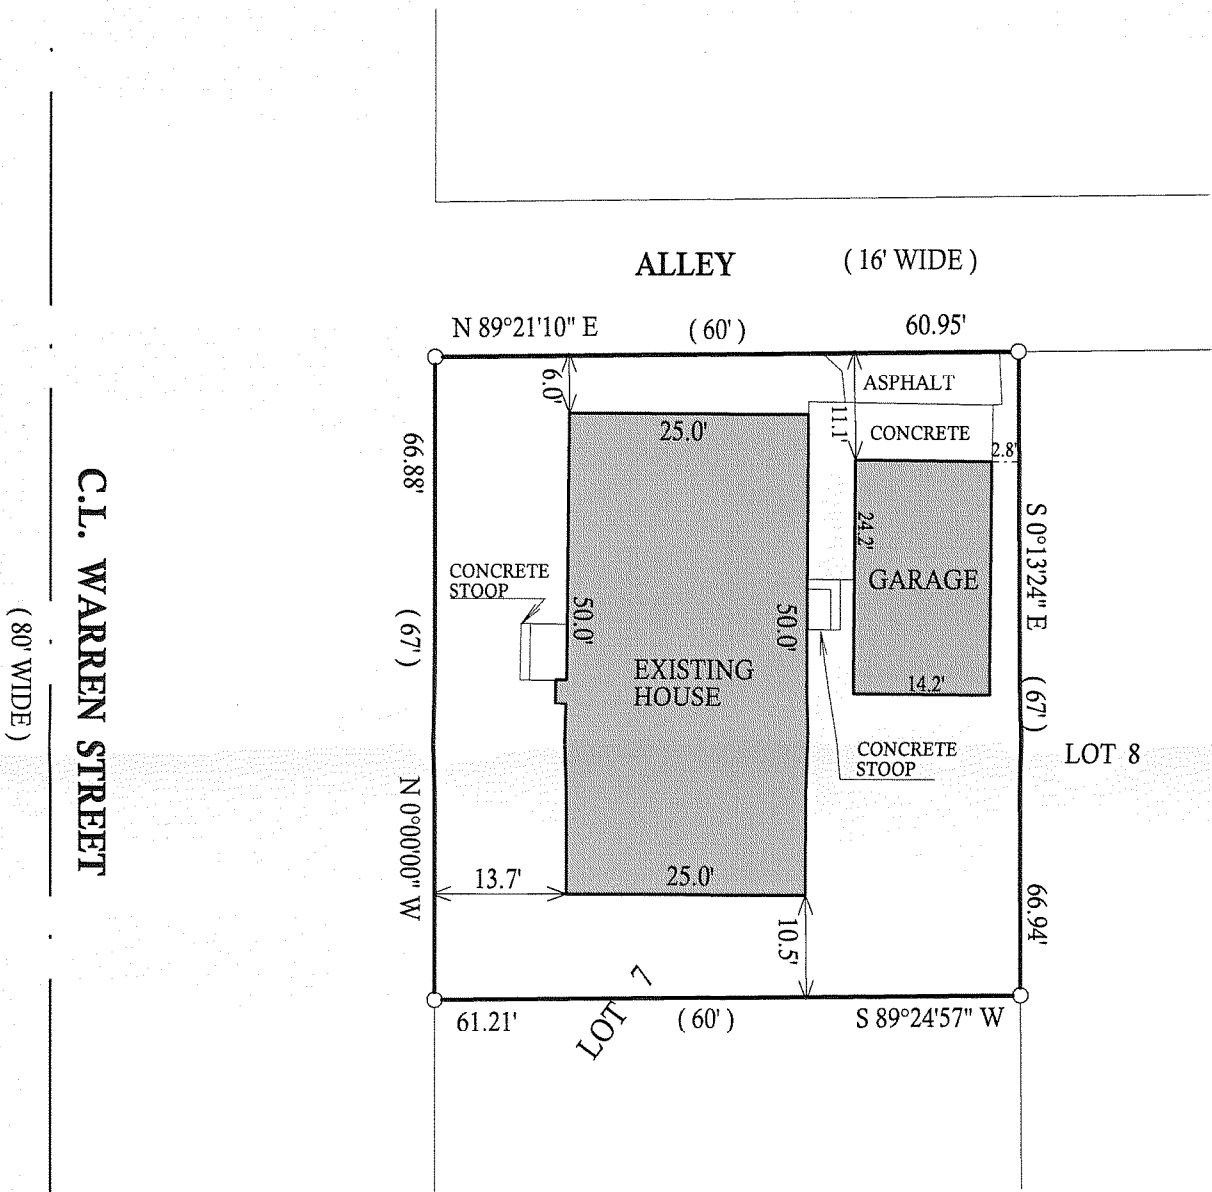 ALLEY
( 16' WIDE )
N 89°21'10" E
( 60' )
60.95'
6.0'
ASPHALT
11.1'
CONCRETE
2.8'
25.0'
66.88'
24.2'
S 0°13'24" E
C.L. WARREN STREET
( 80' WIDE )
CONCRETE
STOOP
GARAGE
50.0'
50.0'
( 67' )
EXISTING
HOUSE
14.2'
( 67' )
CONCRETE
STOOP
LOT 8
N 0°00'00" W
13.7'
25.0'
10.5'
66.94'
LOT 7
61.21'
( 60' )
S 89°24'57" W